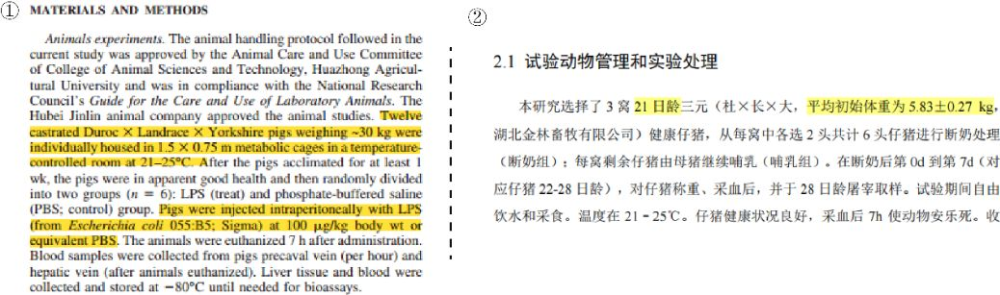 ①
MATERIALS AND METHODS
Animals experiments. The animal handling protocol followed in the
current study was approved by the Animal Care and Use Committee
of College of Animal Sciences and Technology, Huazhong Agricul-
tural University and was in compliance with the National Research
Council's Guide for the Care and Use of Laboratory Animals. The
Hubei Jinlin animal company approved the animal studies. Twelve
castrated Duroc × Landrace × Yorkshire pigs weighing ~30 kg were
individually housed in 1.5 × 0.75 m metabolic cages in a temperature-
controlled room at 21–25°C. After the pigs acclimated for at least 1
wk, the pigs were in apparent good health and then randomly divided
into two groups (n = 6): LPS (treat) and phosphate-buffered saline
(PBS; control) group. Pigs were injected intraperitoneally with LPS
(from Escherichia coli 055:B5; Sigma) at 100 μg/kg body wt or
equivalent PBS. The animals were euthanized 7 h after administration.
Blood samples were collected from pigs precaval vein (per hour) and
hepatic vein (after animals euthanized). Liver tissue and blood were
collected and stored at −80°C until needed for bioassays.
②
2.1 试验动物管理和实验处理
本研究选择了 3 窝 21 日龄三元（杜×长×大，平均初始体重为 5.83±0.27 kg，
湖北金林畜牧有限公司）健康仔猪，从每窝中各选 2 头共计 6 头仔猪进行断奶处理
（断奶组）；每窝剩余仔猪由母猪继续哺乳（哺乳组）。在断奶后第 0d 到第 7d（对
应仔猪 22-28 日龄），对仔猪称重、采血后，并于 28 日龄屠宰取样。试验期间自由
饮水和采食。温度在 21－25℃。仔猪健康状况良好，采血后 7h 使动物安乐死。收